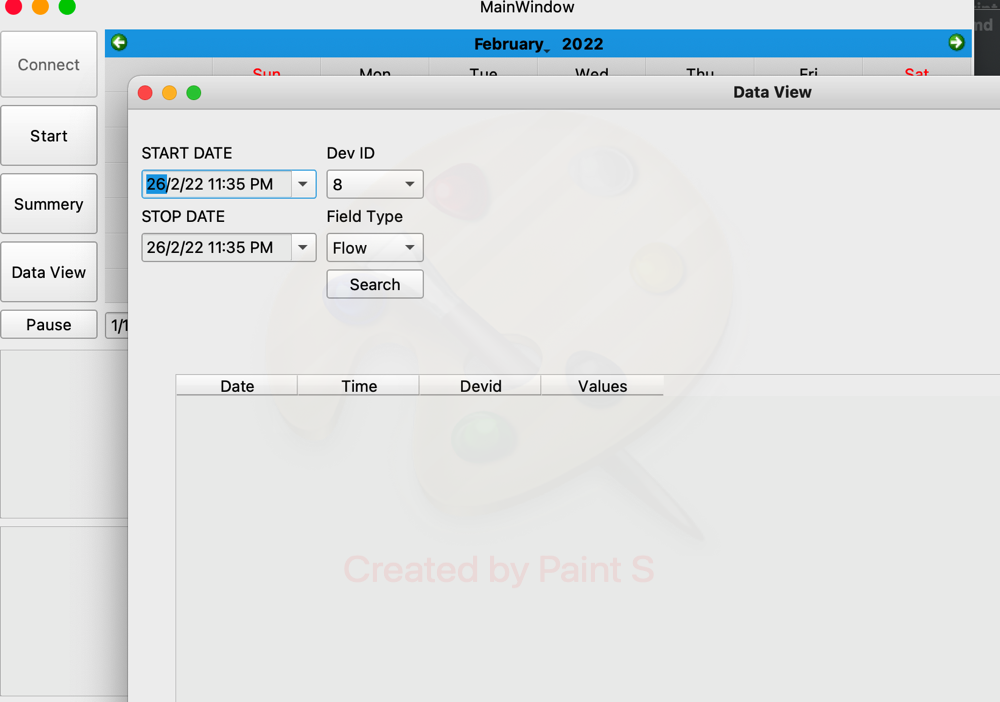 MainWindow
nd
Connect
February 2022
Sun Mon Tue Wed Thu Fri Sat
Data View
Start
START DATE Dev ID
26/2/22 11:35 PM 8
Summery
STOP DATE Field Type
26/2/22 11:35 PM Flow
Data View
Search
Pause
1/1
Date Time Devid Values
Created by Paint S